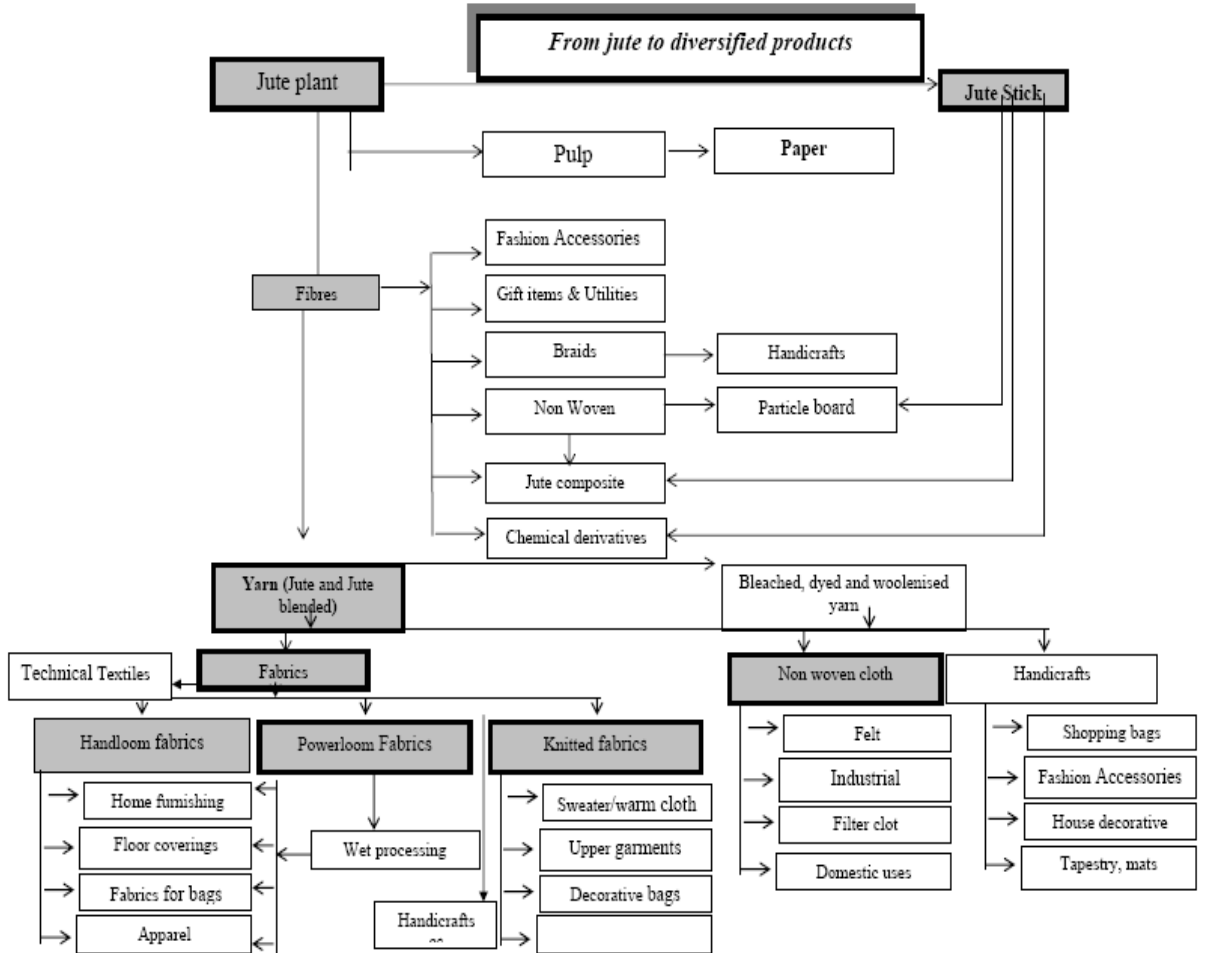 From jute to diversified products
Jute plant
Jute Stick
Pulp
Paper
Fashion Accessories
Fibres
Gift items & Utilities
Braids
Handicrafts
Non Woven
Particle board
Jute composite
Chemical derivatives
Yarn (Jute and Jute
blended)
Bleached, dyed and woolenised
yarn
Technical Textiles
Fabrics
Non woven cloth
Handicrafts
Handloom fabrics
Powerloom Fabrics
Knitted fabrics
Felt
Shopping bags
Home furnishing
Sweater/warm cloth
Industrial
Fashion Accessories
Floor coverings
Wet processing
Upper garments
Filter clot
House decorative
Fabrics for bags
Decorative bags
Domestic uses
Tapestry, mats
Apparel
Handicrafts